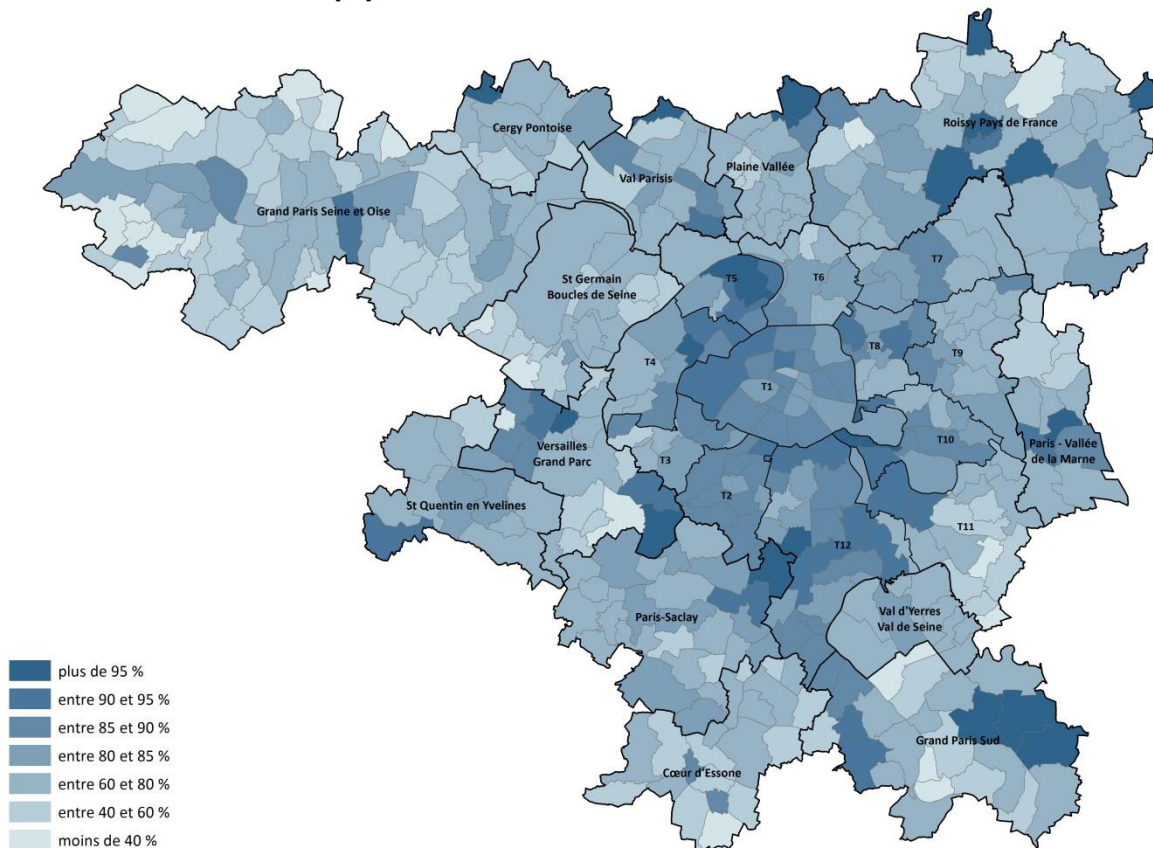 Cergy Pontoise
Roissy Pays de France
Val Parisis
Plaine Vallée
Grand Paris Seine et Oise
St Germain
Boucles de Seine
T5
T6
T7
T4
T8
T9
T1
Versailles
Grand Parc
T3
T10
Paris - Vallée
de la Marne
St Quentin en Yvelines
T2
T11
T12
Paris-Saclay
Val d'Yerres
Val de Seine
Grand Paris Sud
Cœur d'Essone
plus de 95 %
entre 90 et 95 %
entre 85 et 90 %
entre 80 et 85 %
entre 60 et 80 %
entre 40 et 60 %
moins de 40 %